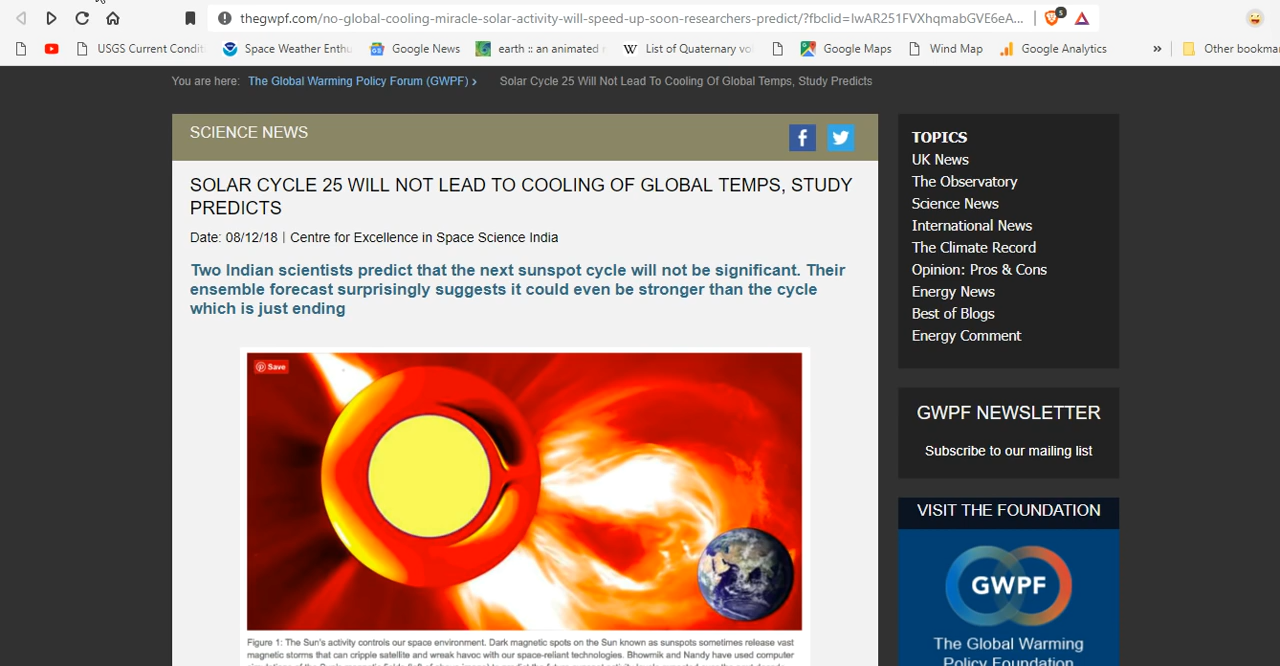 thegwpf.com/no-global-cooling-miracle-solar-activity-will-speed-up-soon-researchers-predict/?fbclid=IwAR251FVXhqmabGVE6eA...
5
USGS Current Condit
Space Weather Enthu
Google News
earth :: an animated
W List of Quaternary vo
Google Maps
Wind Map
Google Analytics
»
Other bookmar
You are here: The Global Warming Policy Forum (GWPF) › Solar Cycle 25 Will Not Lead To Cooling Of Global Temps, Study Predicts
SCIENCE NEWS
SOLAR CYCLE 25 WILL NOT LEAD TO COOLING OF GLOBAL TEMPS, STUDY
PREDICTS
Date: 08/12/18 | Centre for Excellence in Space Science India
Two Indian scientists predict that the next sunspot cycle will not be significant. Their
ensemble forecast surprisingly suggests it could even be stronger than the cycle
which is just ending
Save
Figure 1: The Sun's activity controls our space environment. Dark magnetic spots on the Sun known as sunspots sometimes release vast
magnetic storms that can cripple satellite and wreak havoc with our space-reliant technologies. Bhowmik and Nandy have used computer
TOPICS
UK News
The Observatory
Science News
International News
The Climate Record
Opinion: Pros & Cons
Energy News
Best of Blogs
Energy Comment
GWPF NEWSLETTER
Subscribe to our mailing list
VISIT THE FOUNDATION
GWPF
The Global Warming
Policy Foundation